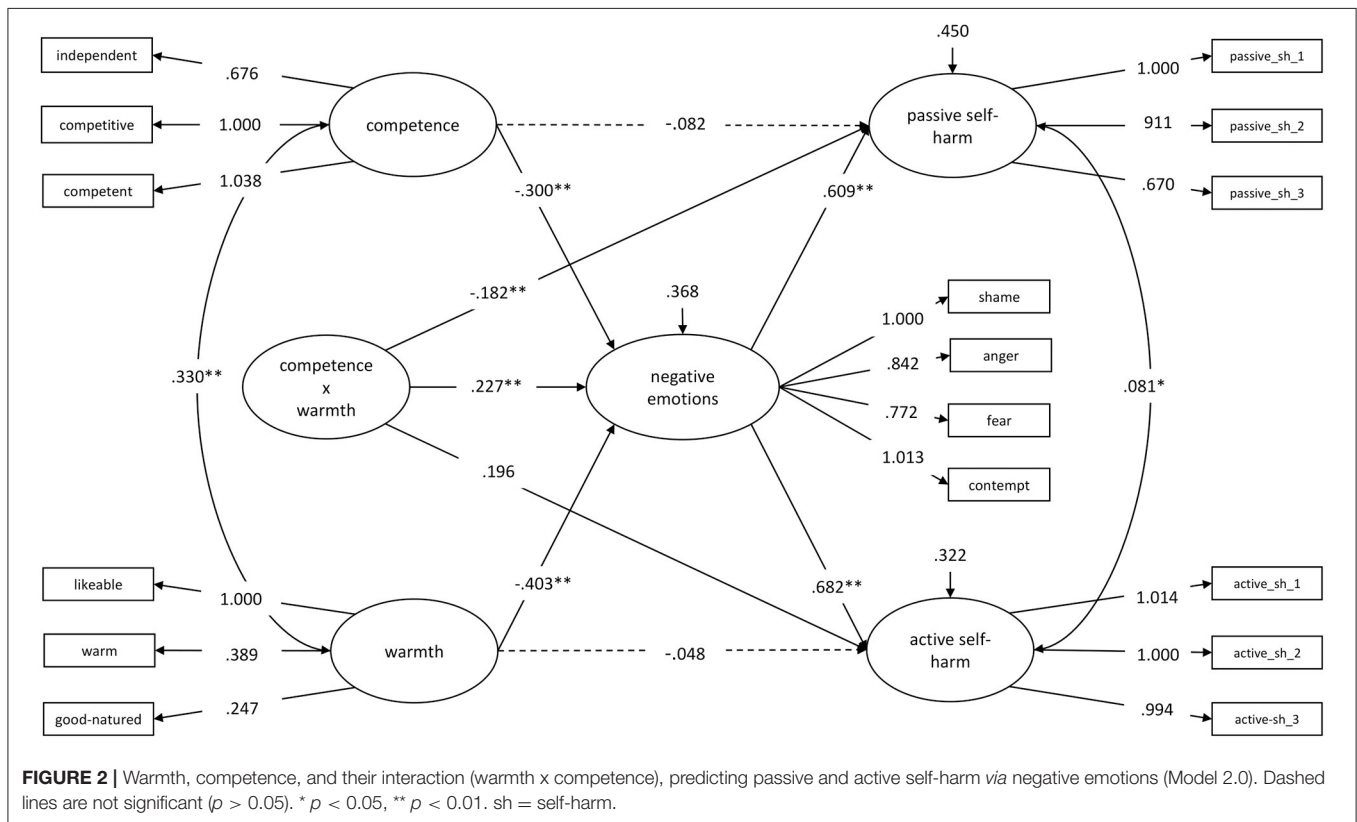 .450
independent
passive_sh_1
.676
1.000
competitive
1.000
competence
-.082
passive self-
harm
911
passive_sh_2
competent
1.038
.670
passive_sh_3
-.300**
.609**
-.182**
.368
shame
1.000
anger
.842
.330**
competence
x
warmth
.227**
negative
emotions
.081*
.772
fear
1.013
contempt
.196
.322
likeable
1.000
-.403**
.682**
active_sh_1
1.014
warm
.389
warmth
-.048
active self-
harm
1.000
active_sh_2
good-natured
.247
.994
active-sh_3
FIGURE 2 | Warmth, competence, and their interaction (warmth x competence), predicting passive and active self-harm via negative emotions (Model 2.0). Dashed
lines are not significant (p > 0.05). * p < 0.05, ** p < 0.01. sh = self-harm.